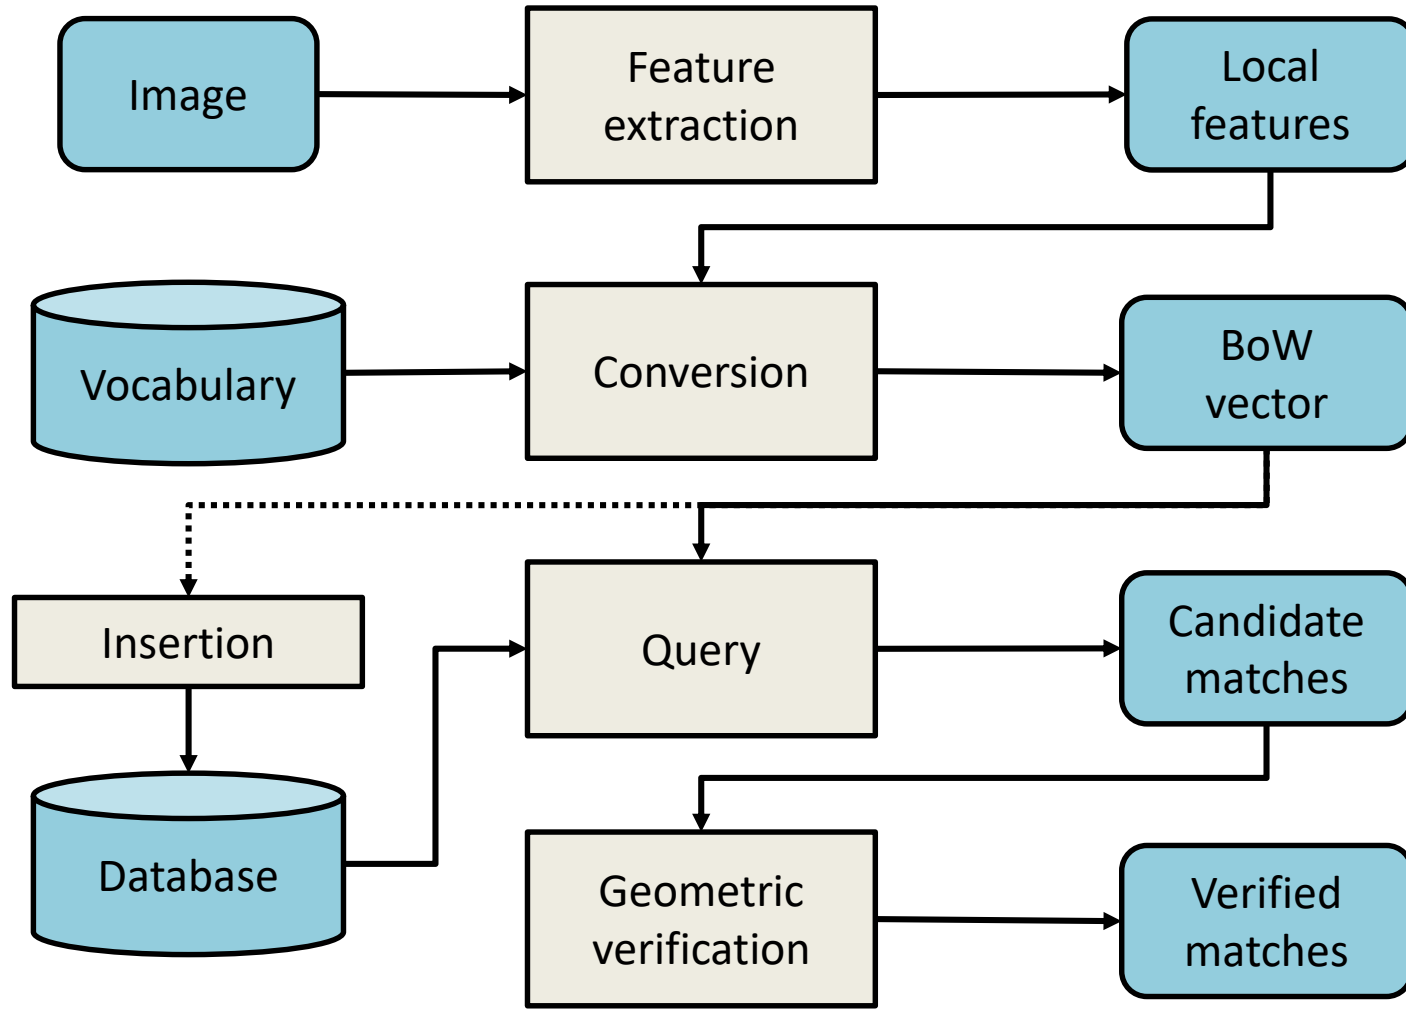 Image
Feature
extraction
Local
features
Vocabulary
Conversion
BoW
vector
Insertion
Query
Candidate
matches
Database
Geometric
verification
Verified
matches